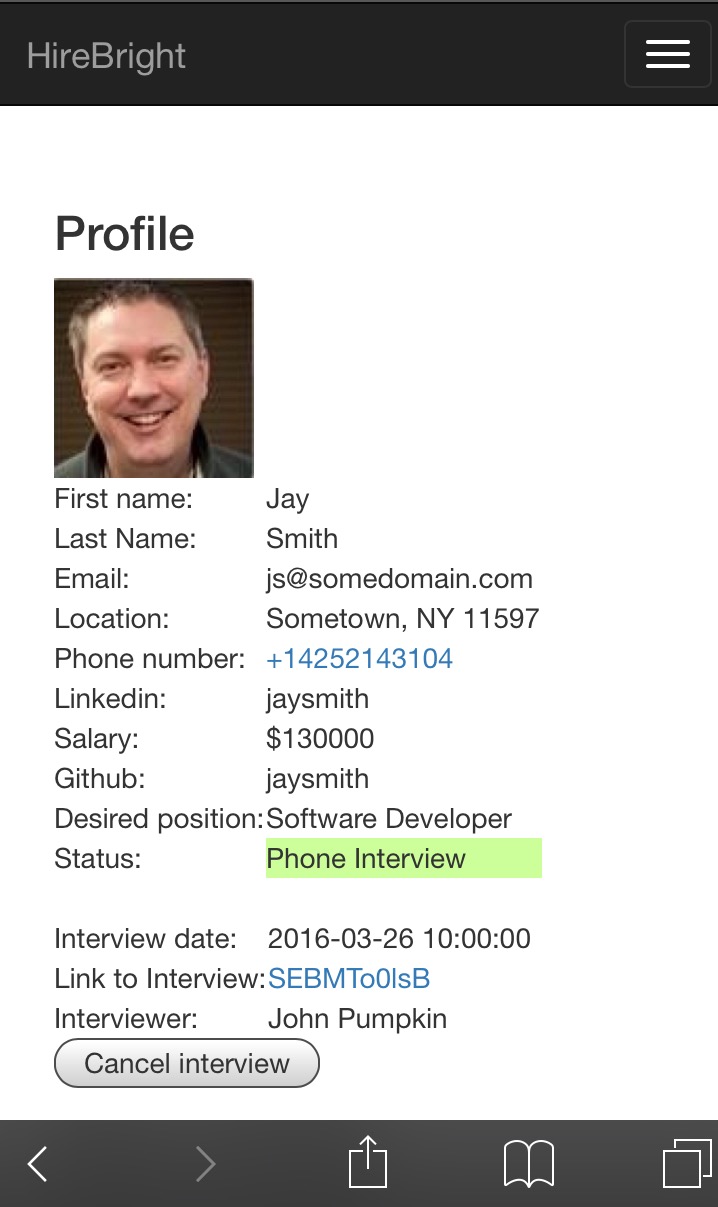 HireBright
Profile
First name: Jay
Last Name: Smith
Email: js@somedomain.com
Location: Sometown, NY 11597
Phone number: +14252143104
Linkedin: jaysmith
Salary: $130000
Github: jaysmith
Desired position: Software Developer
Status: Phone Interview
Interview date: 2016-03-26 10:00:00
Link to Interview: SEBMTo0lsB
Interviewer: John Pumpkin
Cancel interview